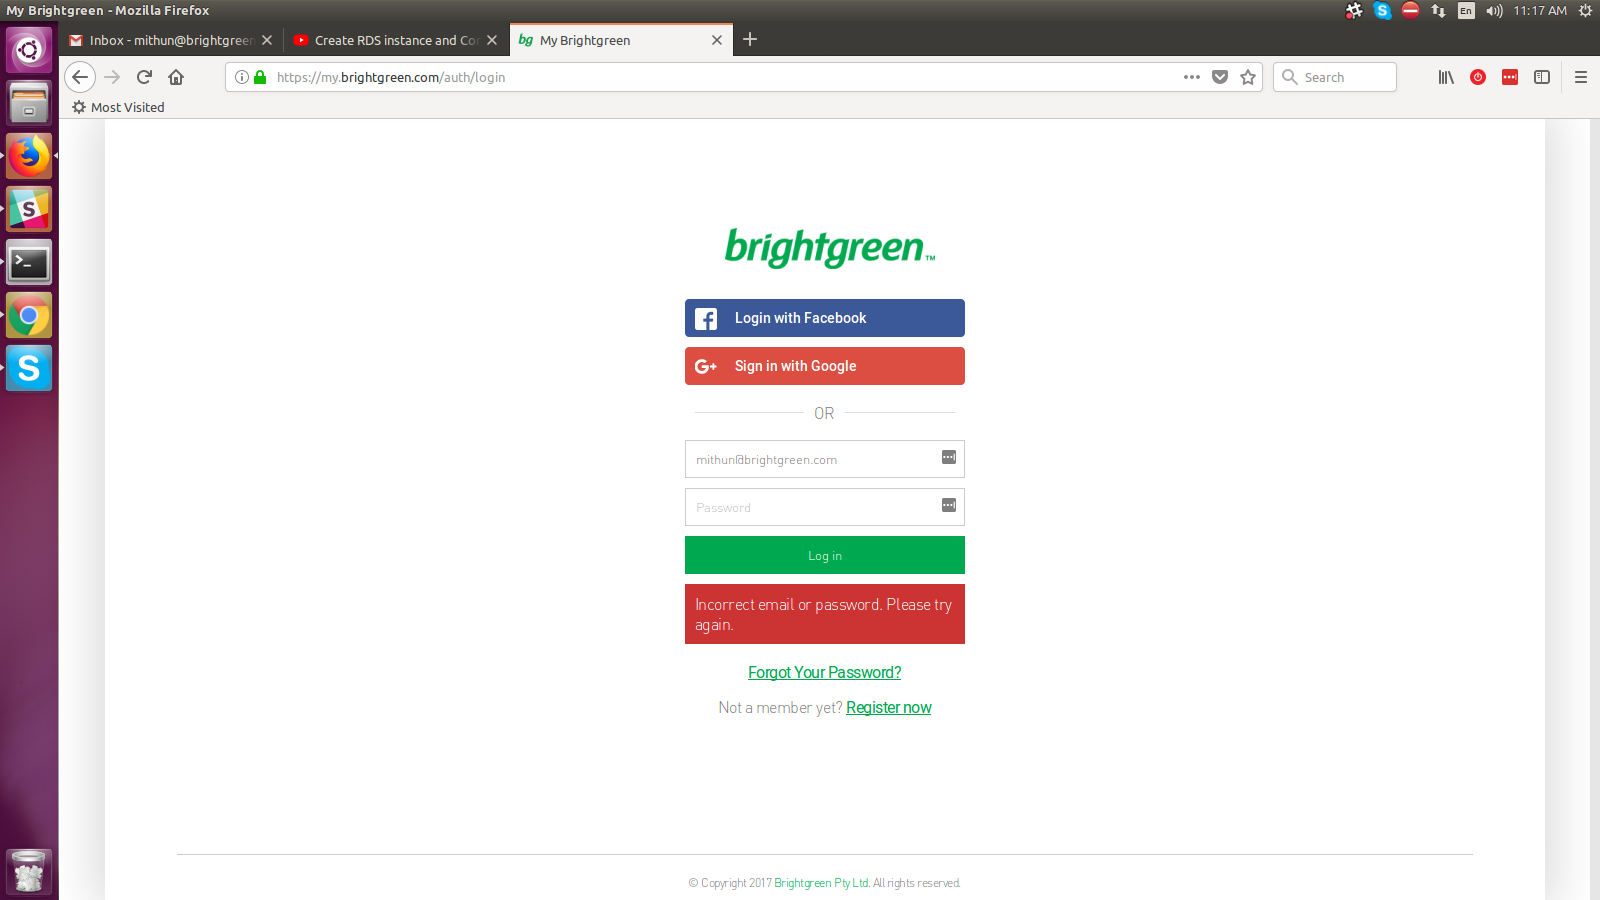 My Brightgreen - Mozilla Firefox
En
11:17 AM
Inbox - mithun@brightgreen
Create RDS instance and Co
bg My Brightgreen
https://my.brightgreen.com/auth/login
Search
Most Visited
brightgreen™
Login with Facebook
G+ Sign in with Google
OR
mithun@brightgreen.com
Password
Log in
Incorrect email or password. Please try
again.
Forgot Your Password?
Not a member yet? Register now
© Copyright 2017 Brightgreen Pty Ltd. All rights reserved.